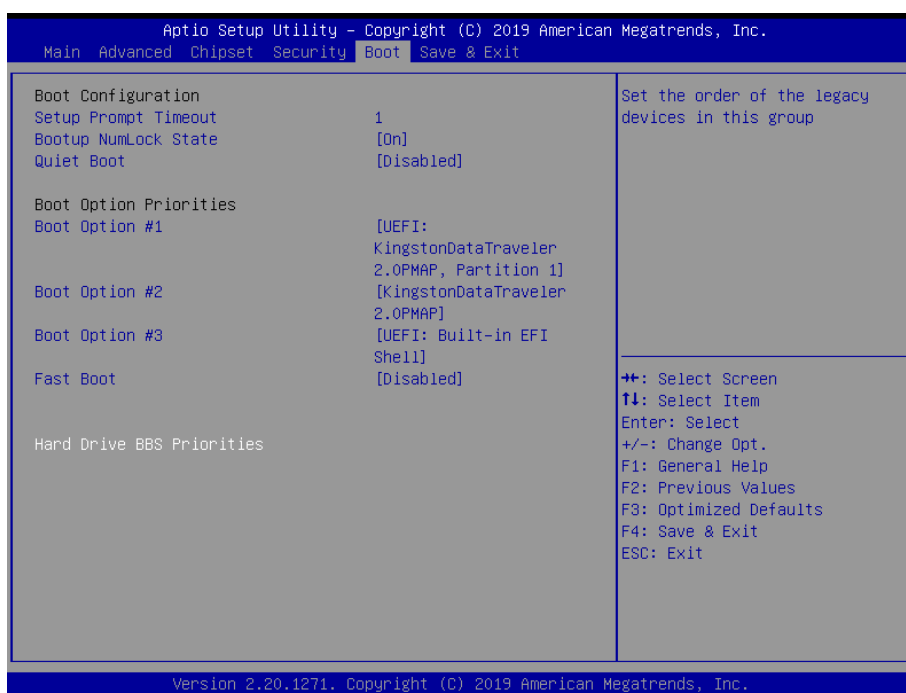 Aptio Setup Utility – Copyright (C) 2019 American Megatrends, Inc.
Main Advanced Chipset Security Boot Save & Exit
Boot Configuration
Setup Prompt Timeout 1
Bootup NumLock State [On]
Quiet Boot [Disabled]
Boot Option Priorities
Boot Option #1 [UEFI:
KingstonDataTraveler
2.0PMAP, Partition 1]
Boot Option #2 [KingstonDataTraveler
2.0PMAP]
Boot Option #3 [UEFI: Built-in EFI
Shell]
Fast Boot [Disabled]
Hard Drive BBS Priorities
Set the order of the legacy
devices in this group
→←: Select Screen
↑↓: Select Item
Enter: Select
+/-: Change Opt.
F1: General Help
F2: Previous Values
F3: Optimized Defaults
F4: Save & Exit
ESC: Exit
Version 2.20.1271. Copyright (C) 2019 American Megatrends, Inc.